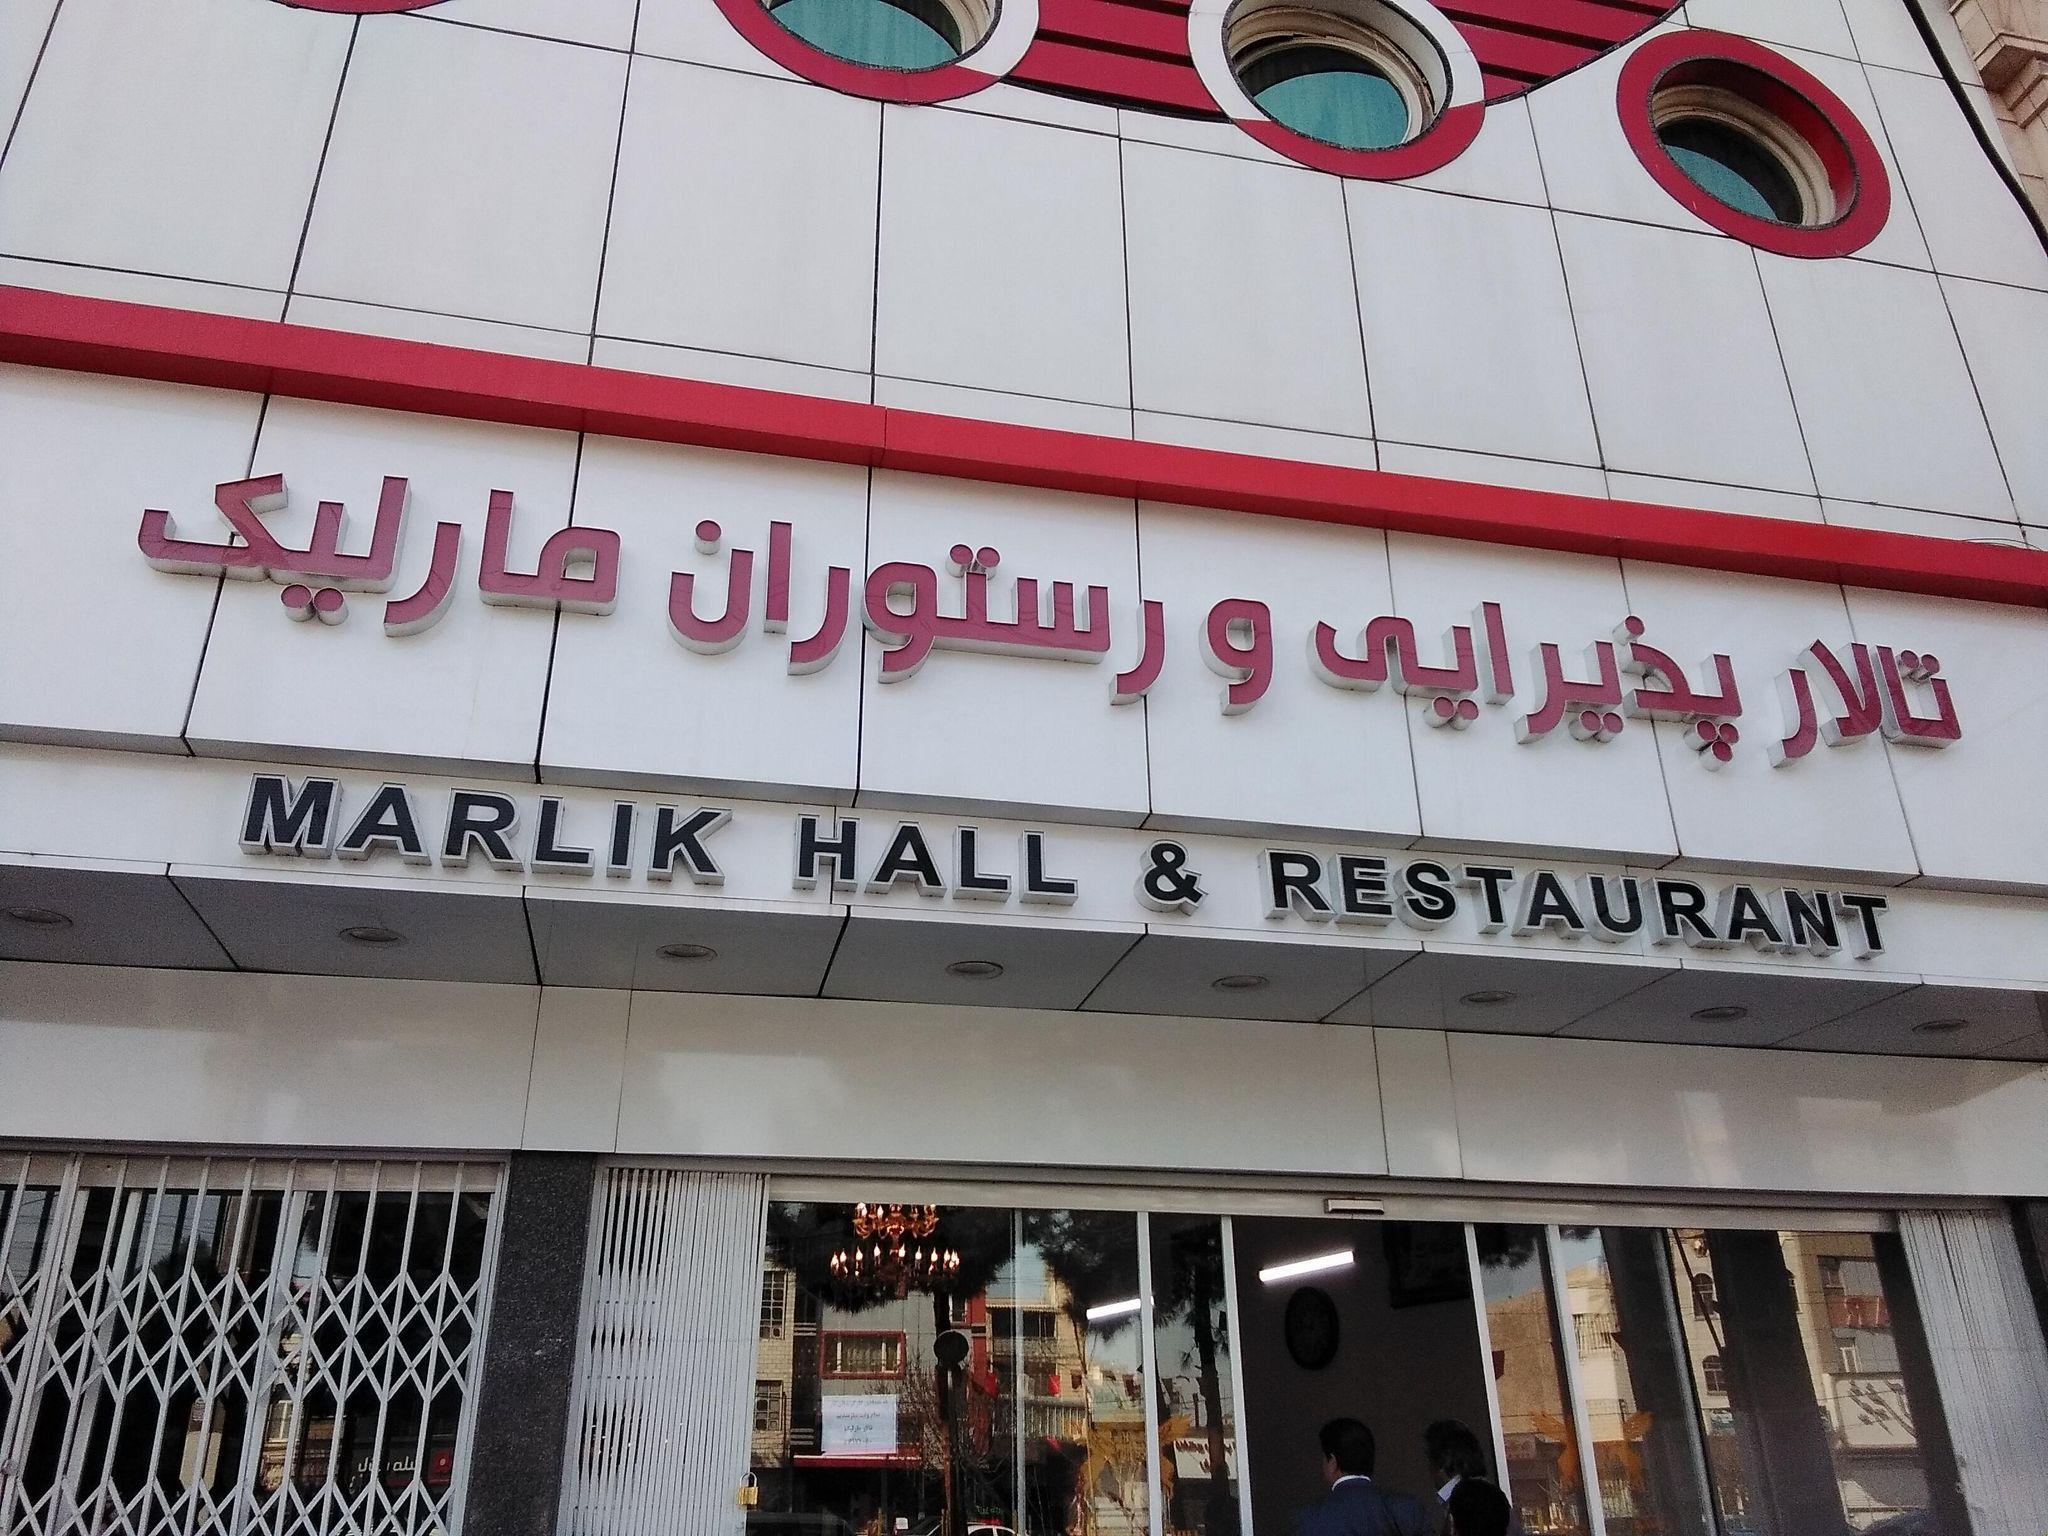 تالار پذیرایی و رستوران مارلیک
MARLIK HALL & RESTAURANT